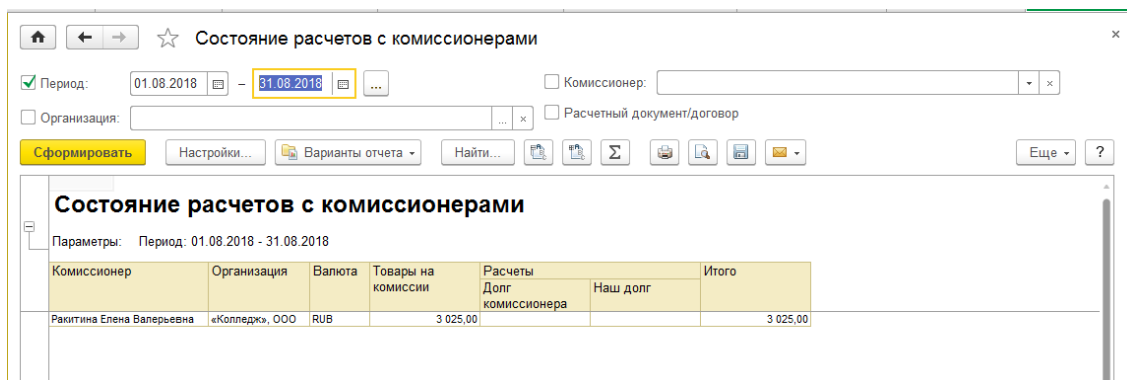 Состояние расчетов с комиссионерами
Период: 01.08.2018 – 31.08.2018 ... Комиссионер:
Организация: ... Расчетный документ/договор
Сформировать Настройки... Варианты отчета Найти... Σ Еще ?
Состояние расчетов с комиссионерами
Параметры: Период: 01.08.2018 - 31.08.2018
Комиссионер Организация Валюта Товары на комиссии Расчеты Итого
Долг комиссионера Наш долг
Ракитина Елена Валерьевна «Колледж», ООО RUB 3 025,00 3 025,00